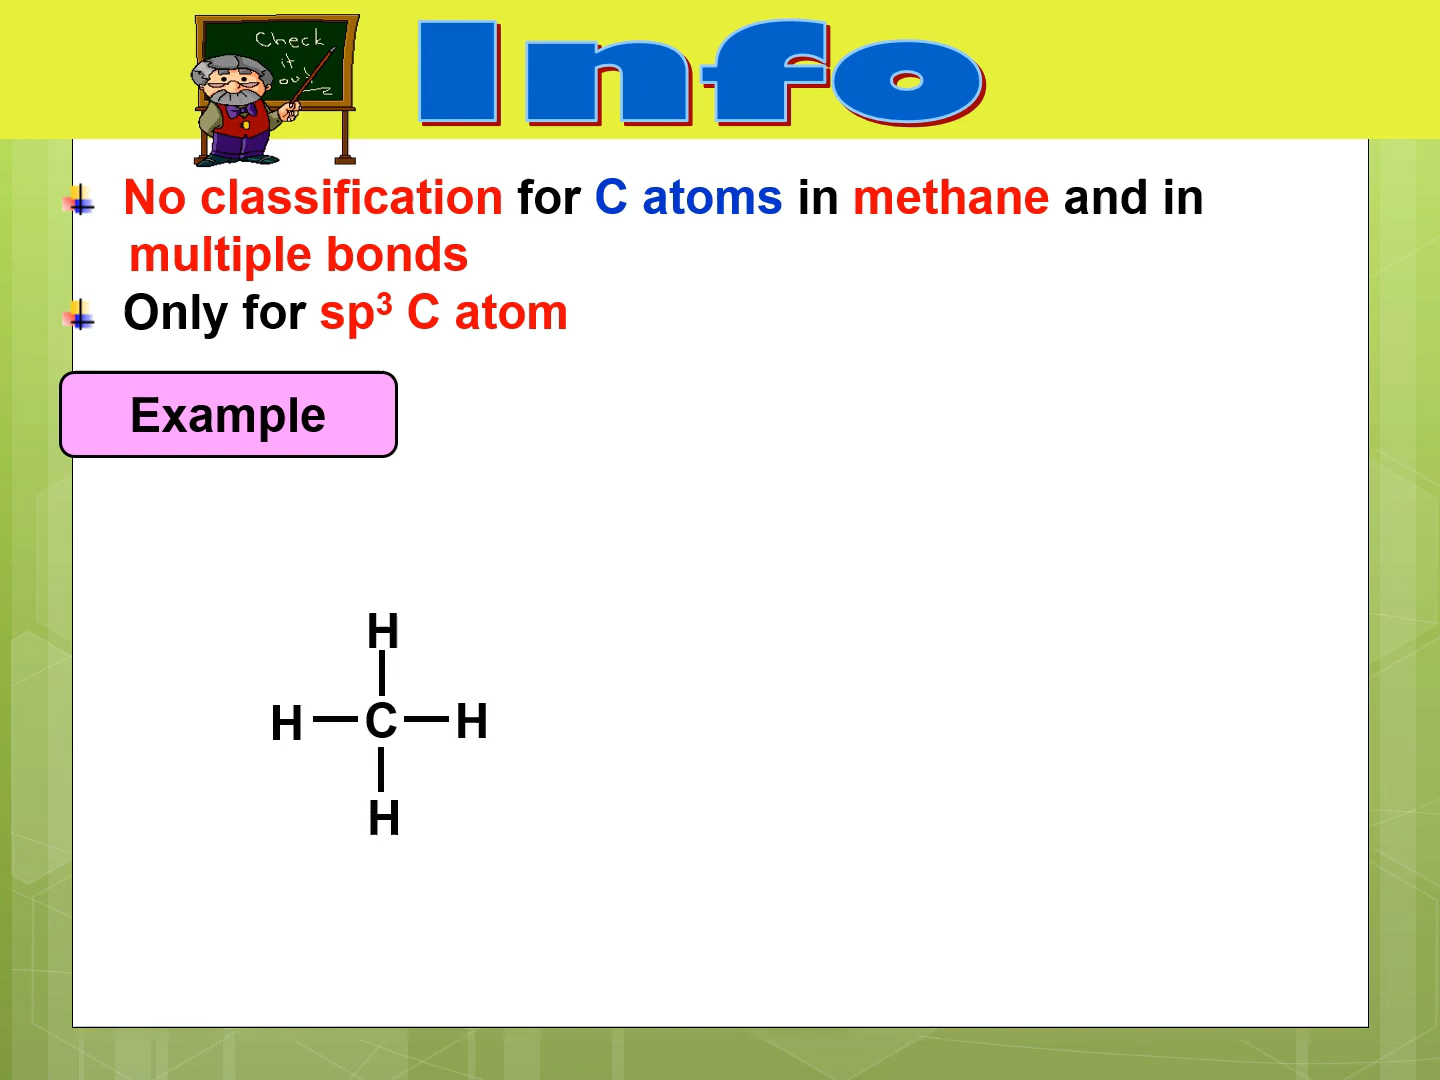 Check
it
out!
Info
No classification for C atoms in methane and in
multiple bonds
Only for sp³ C atom
Example
H
H C H
H